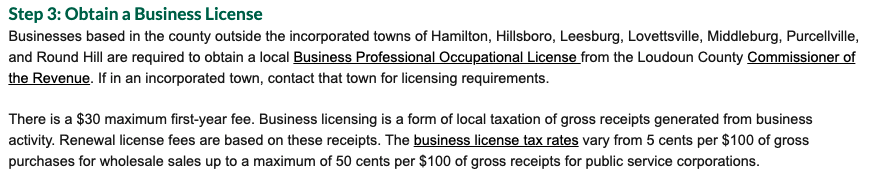 Step 3: Obtain a Business License
Businesses based in the county outside the incorporated towns of Hamilton, Hillsboro, Leesburg, Lovettsville, Middleburg, Purcellville,
and Round Hill are required to obtain a local Business Professional Occupational License from the Loudoun County Commissioner of
the Revenue. If in an incorporated town, contact that town for licensing requirements.
There is a $30 maximum first-year fee. Business licensing is a form of local taxation of gross receipts generated from business
activity. Renewal license fees are based on these receipts. The business license tax rates vary from 5 cents per $100 of gross
purchases for wholesale sales up to a maximum of 50 cents per $100 of gross receipts for public service corporations.